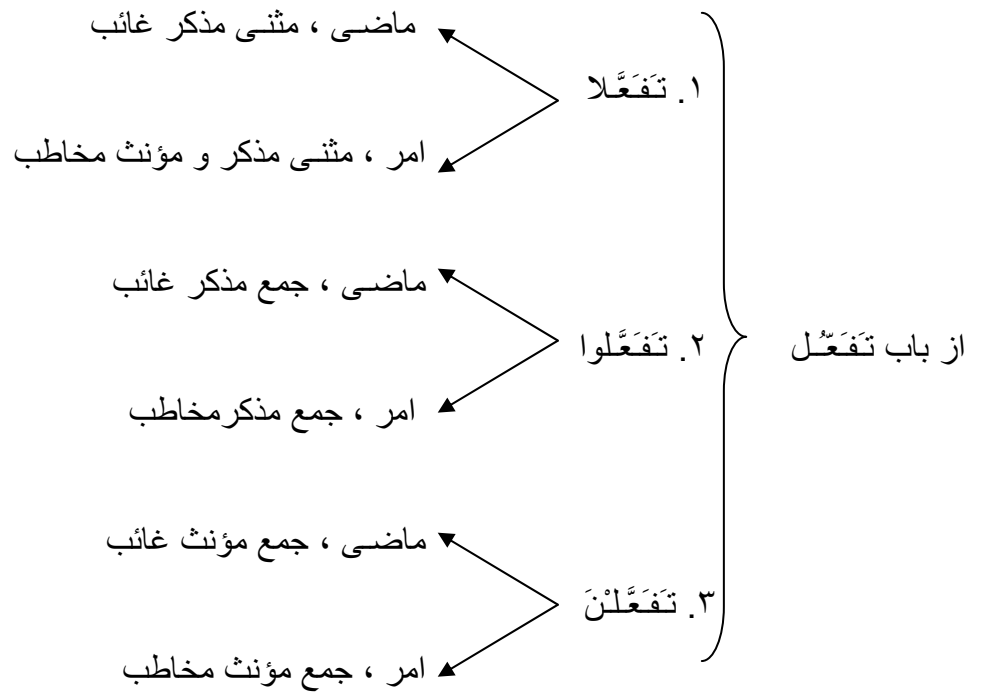 از باب تَفَعُّل
۱. تَفَعَّلا
ماضی ، مثنی مذکر غائب
امر ، مثنی مذکر و مؤنث مخاطب
۲. تَفَعَّلوا
ماضی ، جمع مذکر غائب
امر ، جمع مذکرمخاطب
۳. تَفَعَّلْنَ
ماضی ، جمع مؤنث غائب
امر ، جمع مؤنث مخاطب